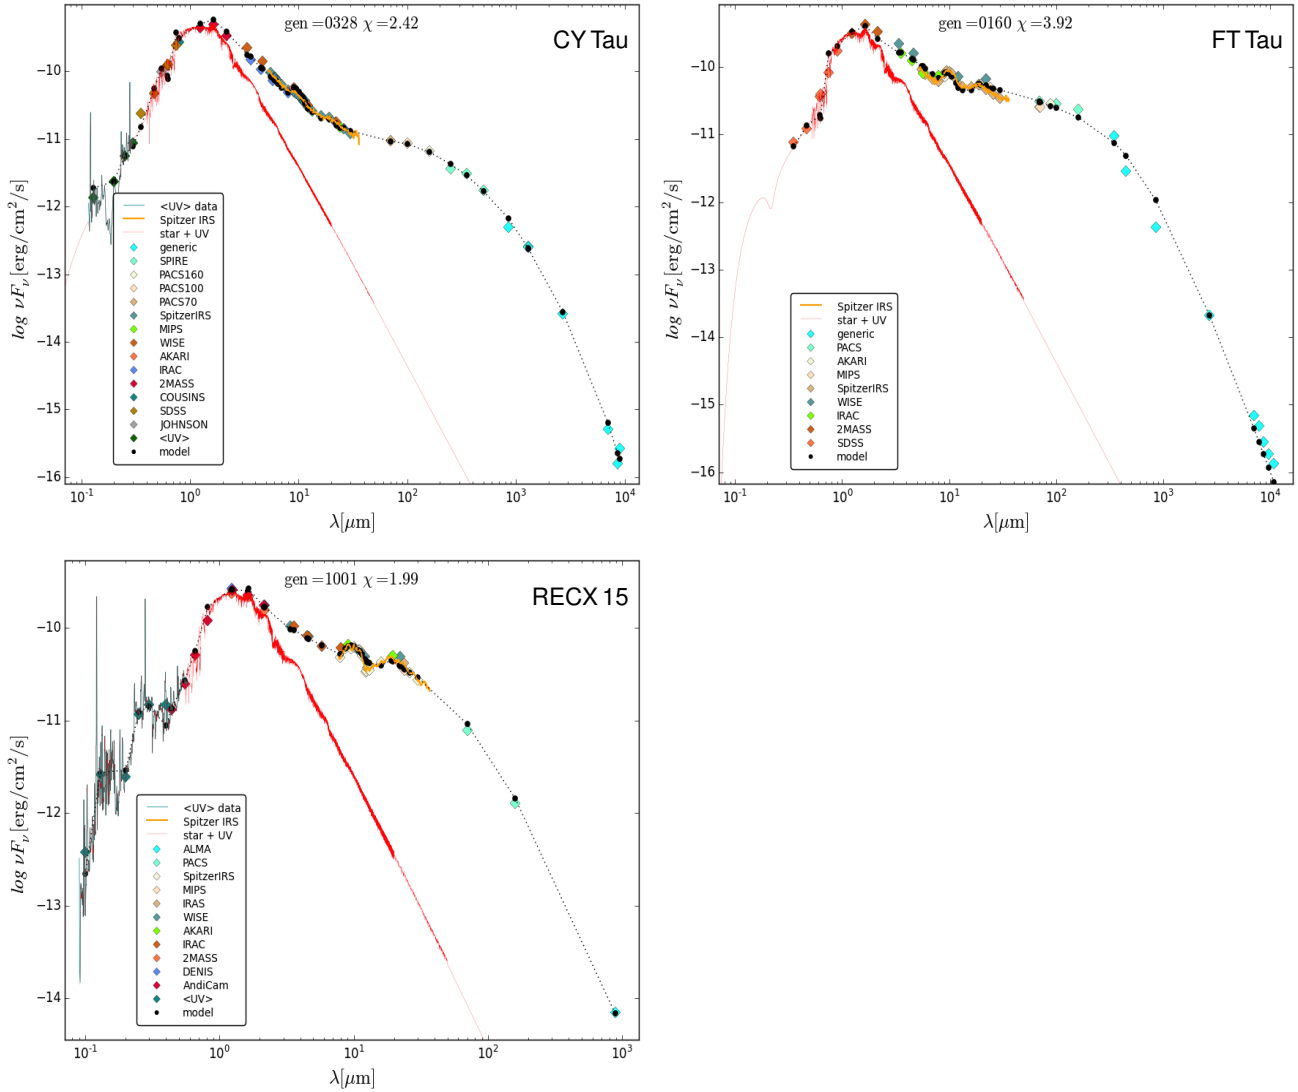 gen =0328 χ =2.42
CY Tau
−10
−11
−12
−13
−14
−15
−16
log νFν [erg/cm²/s]
<UV> data
Spitzer IRS
star + UV
generic
SPIRE
PACS160
PACS100
PACS70
SpitzerIRS
MIPS
WISE
AKARI
IRAC
2MASS
COUSINS
SDSS
JOHNSON
<UV>
model
10⁻¹ 10⁰ 10¹ 10² 10³ 10⁴
λ[μm]
gen =0160 χ =3.92
FT Tau
−10
−11
−12
−13
−14
−15
−16
log νFν [erg/cm²/s]
Spitzer IRS
star + UV
generic
PACS
AKARI
MIPS
SpitzerIRS
WISE
IRAC
2MASS
SDSS
model
10⁻¹ 10⁰ 10¹ 10² 10³ 10⁴
λ[μm]
gen =1001 χ =1.99
RECX 15
−10
−11
−12
−13
−14
log νFν [erg/cm²/s]
<UV> data
Spitzer IRS
star + UV
ALMA
PACS
SpitzerIRS
MIPS
IRAS
WISE
AKARI
IRAC
2MASS
DENIS
AndiCam
<UV>
model
10⁻¹ 10⁰ 10¹ 10² 10³
λ[μm]